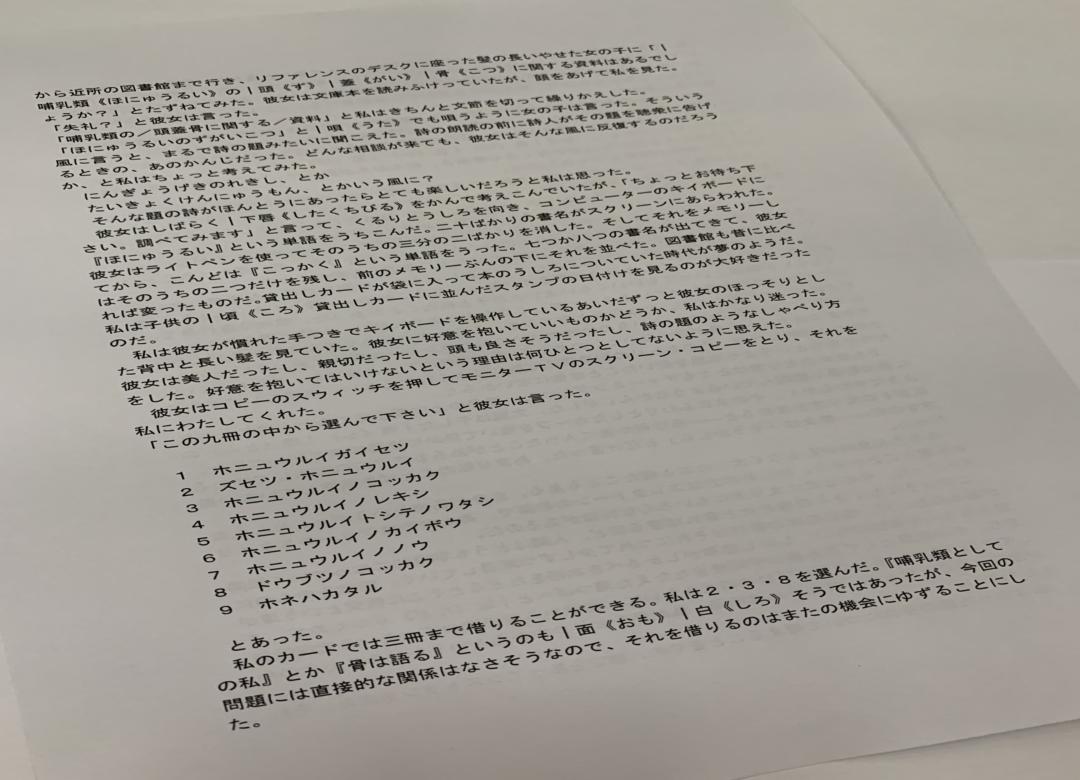 から近所の図書館まで行き、リファレンスのデスクに座った髪の長いやせた女の子に「|
哺乳類《ほにゅうるい》の|頭《ず》|蓋《がい》|骨《こつ》に関する資料はあるでし
ょうか?」とたずねてみた。彼女は文庫本を読みふけっていたが、顔をあげて私を見た。
「失礼?」と彼女は言った。
「哺乳類の/頭蓋骨に関する/資料」と私はきちんと文節を切って繰りかえした。
「ほにゅうるいのずがいこつ」と|唄《うた》でも唄うように女の子は言った。そういう
風に言うと、まるで詩の題みたいに聞こえた。詩の朗読の前に詩人がその題を聴衆に告げ
るときの、あのかんじだった。どんな相談が来ても、彼女はそんな風に反復するのだろう
か、と私はちょっと考えてみた。
にんぎょうげきのれきし、とか
たいきょくけんにゅうもん、とかいう風に?
そんな題の詩がほんとうにあったらとても楽しいだろうと私は思った。
彼女はしばらく、|下唇《したくちびる》をかんで考えこんでいたが、「ちょっとお待ち下
さい。調べてみます」と言って、くるりとうしろを向き、コンピューターのキイボードに
『ほにゅうるい』という単語をうちこんだ。二十ばかりの書名がスクリーンにあらわれた。
彼女はライトペンを使ってそのうちの三分の二ばかりを消した。そしてそれをメモリーし
てから、こんどは『こっかく』という単語をうった。七つか八つの書名が出てきて、彼女
はそのうちの二つだけを残し、前のメモリーぶんの下にそれを並べた。図書館も昔に比べ
れば変ったものだ。貸出しカードが袋に入って本のうしろについていた時代が夢のようだ。
私は子供の|頃《ころ》貸出しカードに並んだスタンプの日付けを見るのが大好きだった
のだ。
私は彼女が慣れた手つきでキイボードを操作しているあいだずっと彼女のほっそりとし
た背中と長い髪を見ていた。彼女に好意を抱いていいものかどうか、私はかなり迷った。
彼女は美人だったし、親切だったし、頭も良さそうだったし、詩の題のようなしゃべり方
をした。好意を抱いてはいけないという理由は何ひとつとしてないように思えた。
彼女はコピーのスウィッチを押してモニターTVのスクリーン・コピーをとり、それを
私にわたしてくれた。
「この九冊の中から選んで下さい」と彼女は言った。
1 ホニュウルイガイセツ
2 ズセツ・ホニュウルイ
3 ホニュウルイノコッカク
4 ホニュウルイノレキシ
5 ホニュウルイトシテノワタシ
6 ホニュウルイノカイボウ
7 ホニュウルイノノウ
8 ドウブツノコッカク
9 ホネハカタル
とあった。
私のカードでは三冊まで借りることができる。私は2・3・8を選んだ。『哺乳類として
の私』とか『骨は語る』というのも|面《おも》|白《しろ》そうではあったが、今回の
問題には直接的な関係はなさそうなので、それを借りるのはまたの機会にゆずることにし
た。